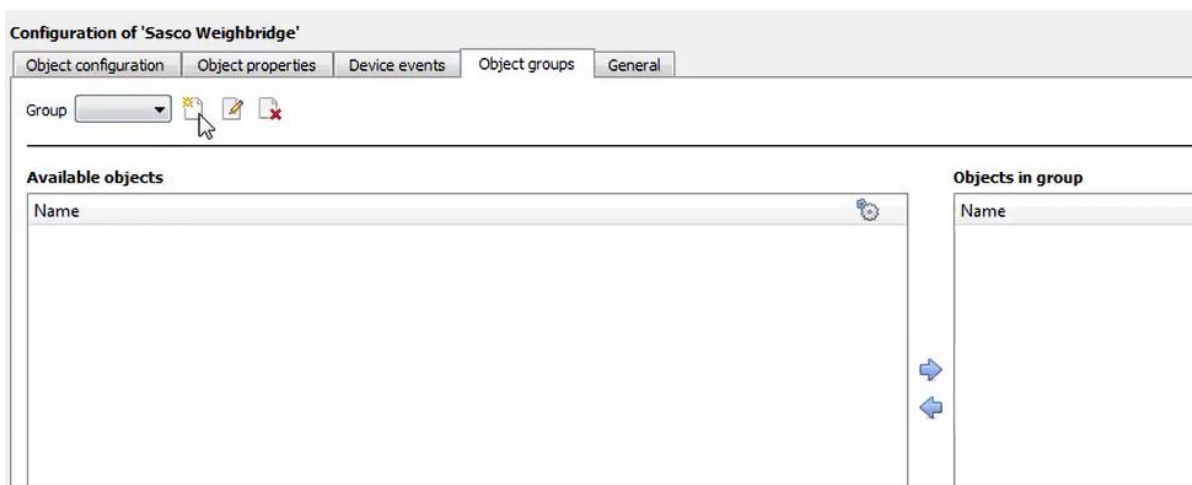 Configuration of 'Sasco Weighbridge'
Object configuration Object properties Device events Object groups General
Group
Available objects Objects in group
Name Name